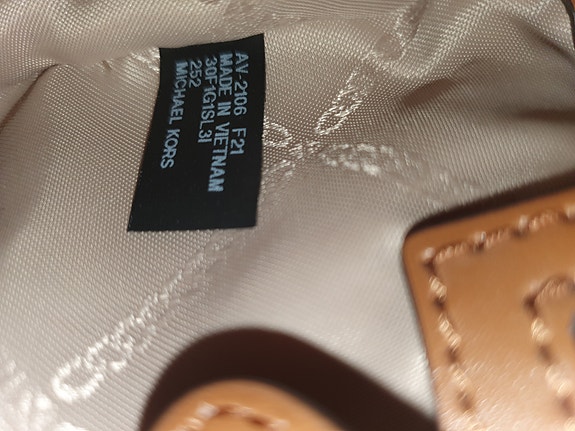 AV-2106 F21
MADE IN VIETNAM
30F1G1SL3I
252
MICHAEL KORS